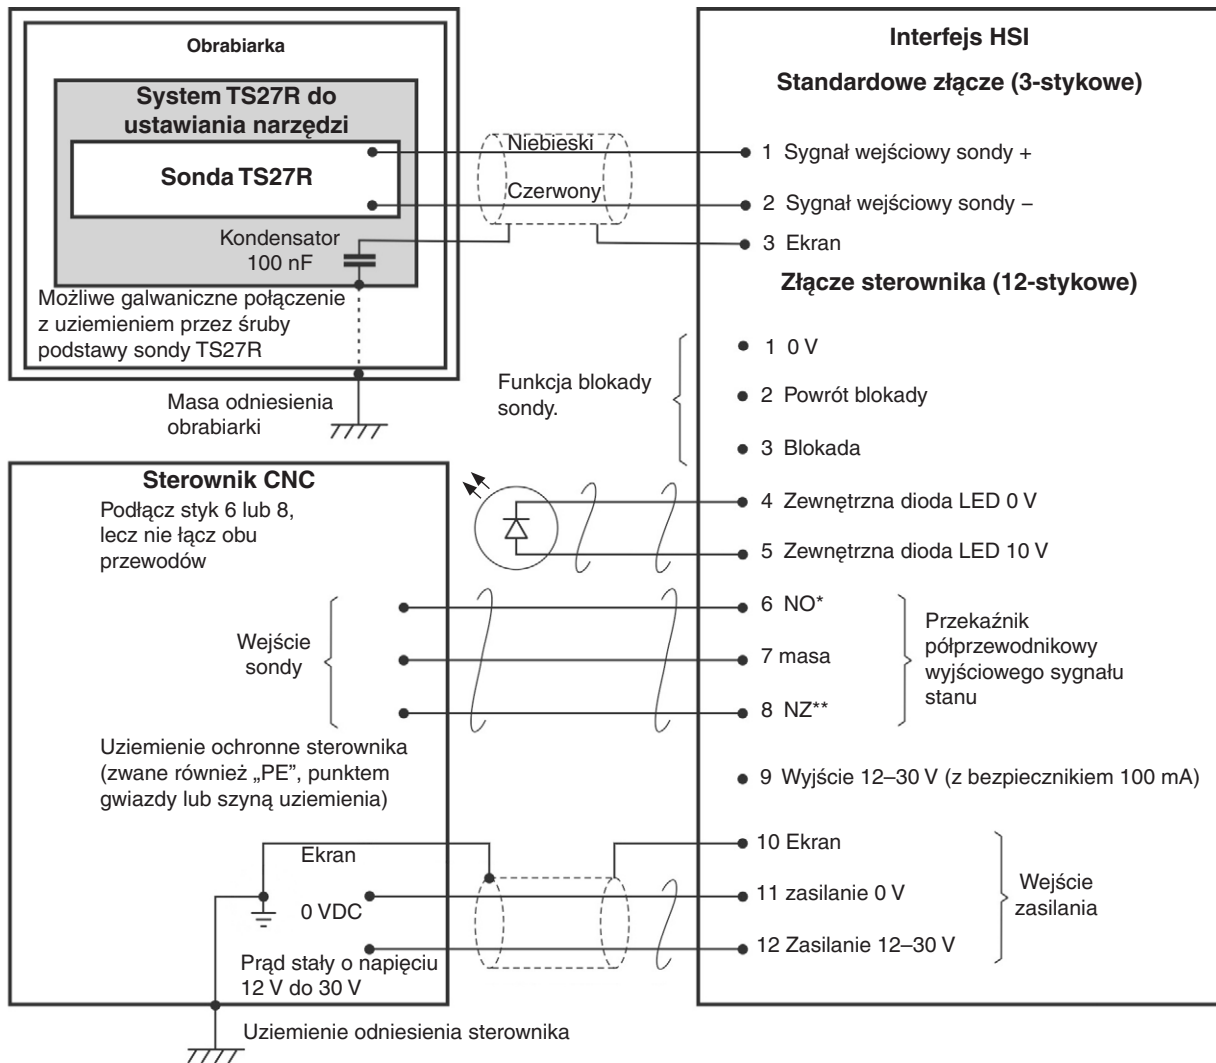 Obrabiarka
System TS27R do
ustawiania narzędzi
Sonda TS27R
Kondensator
100 nF
Możliwe galwaniczne połączenie
z uziemieniem przez śruby
podstawy sondy TS27R
Masa odniesienia
obrabiarki
Niebieski
Czerwony
Interfejs HSI
Standardowe złącze (3-stykowe)
1 Sygnał wejściowy sondy +
2 Sygnał wejściowy sondy –
3 Ekran
Złącze sterownika (12-stykowe)
Funkcja blokady
sondy.
1 0 V
2 Powrót blokady
3 Blokada
4 Zewnętrzna dioda LED 0 V
5 Zewnętrzna dioda LED 10 V
6 NO*
7 masa
8 NZ**
Przekaźnik
półprzewodnikowy
wyjściowego sygnału
stanu
9 Wyjście 12–30 V (z bezpiecznikiem 100 mA)
10 Ekran
11 zasilanie 0 V
12 Zasilanie 12–30 V
Wejście
zasilania
Sterownik CNC
Podłącz styk 6 lub 8,
lecz nie łącz obu
przewodów
Wejście
sondy
Uziemienie ochronne sterownika
(zwane również „PE”, punktem
gwiazdy lub szyną uziemienia)
Ekran
0 VDC
Prąd stały o napięciu
12 V do 30 V
Uziemienie odniesienia sterownika